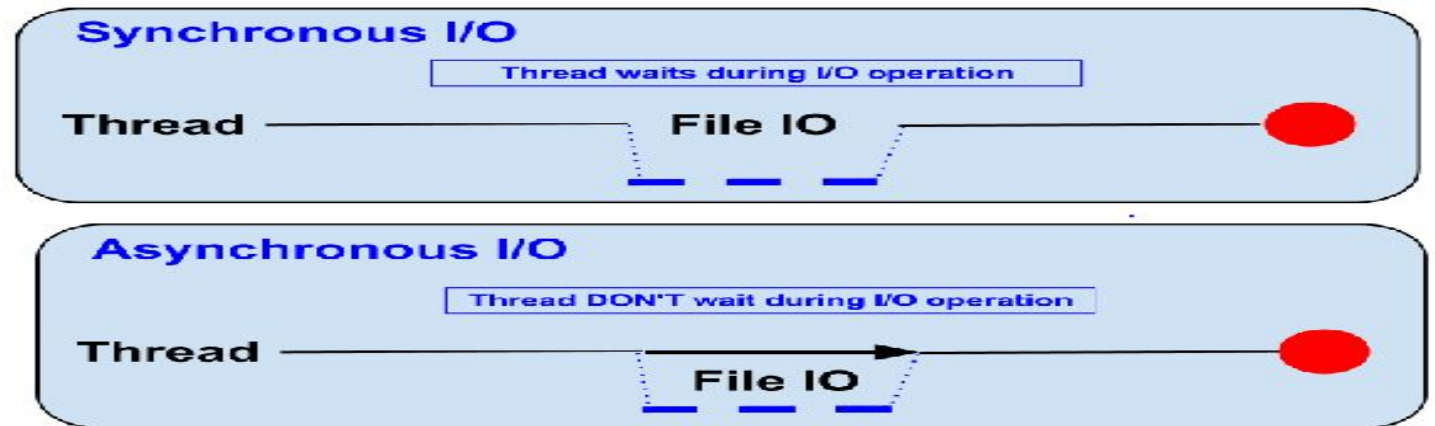 Synchronous I/O
Thread waits during I/O operation
Thread File IO
Asynchronous I/O
Thread DON'T wait during I/O operation
Thread
File IO